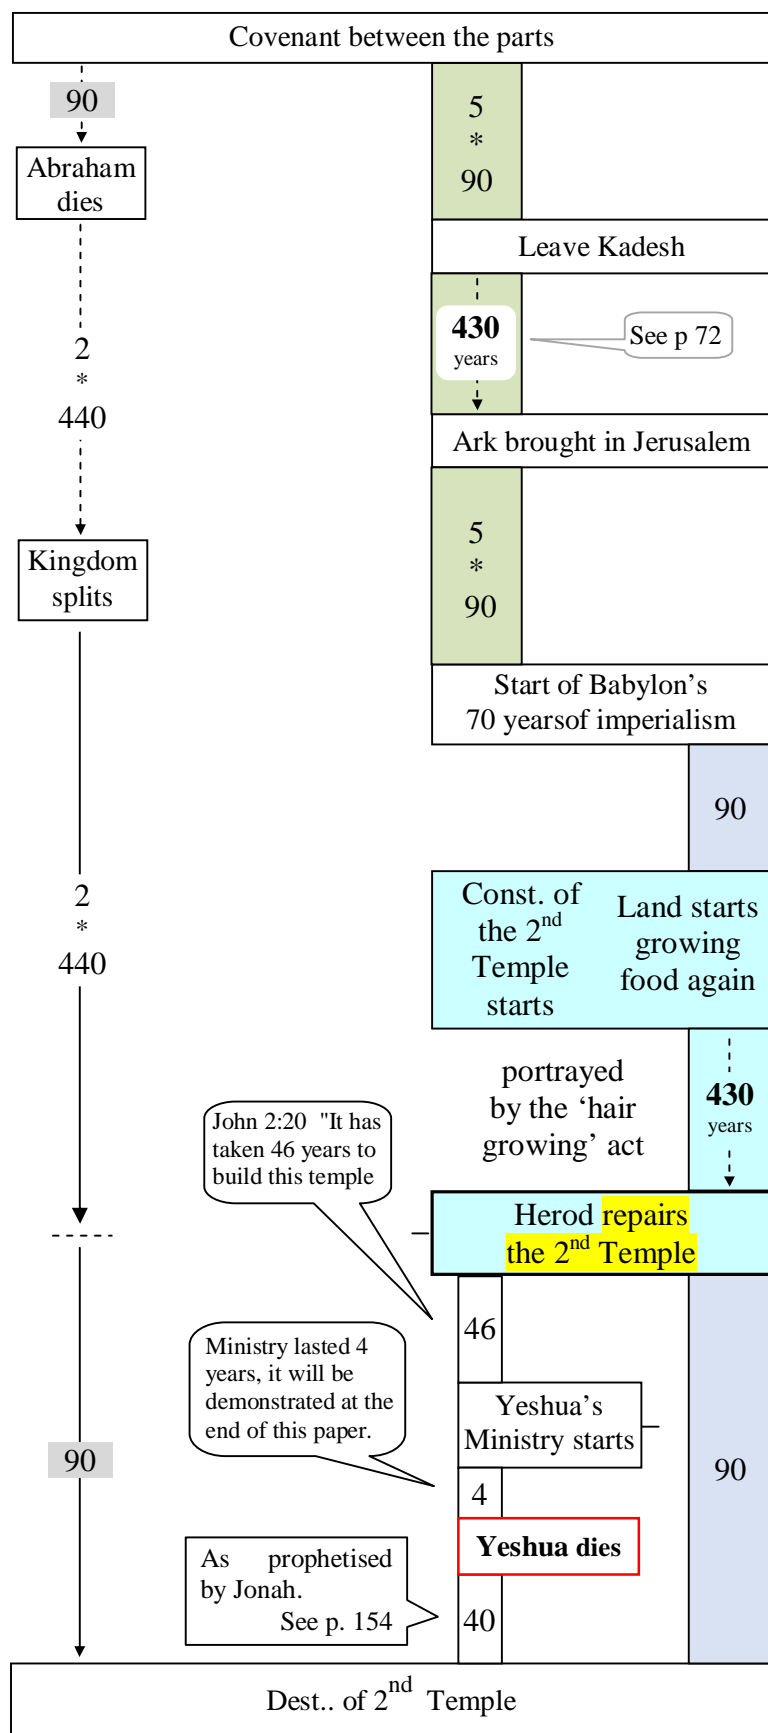 Covenant between the parts
90
Abraham
dies
2
*
440
Kingdom
splits
2
*
440
90
5
*
90
Leave Kadesh
430
years
See p 72
Ark brought in Jerusalem
5
*
90
Start of Babylon’s
70 yearsof imperialism
90
Const. of
the 2nd
Temple
starts
Land starts
growing
food again
portrayed
by the ‘hair
growing’ act
430
years
John 2:20 "It has
taken 46 years to
build this temple
Herod repairs
the 2nd Temple
46
Ministry lasted 4
years, it will be
demonstrated at the
end of this paper.
Yeshua’s
Ministry starts
90
4
Yeshua dies
As prophetised
by Jonah.
See p. 154
40
Dest.. of 2nd Temple